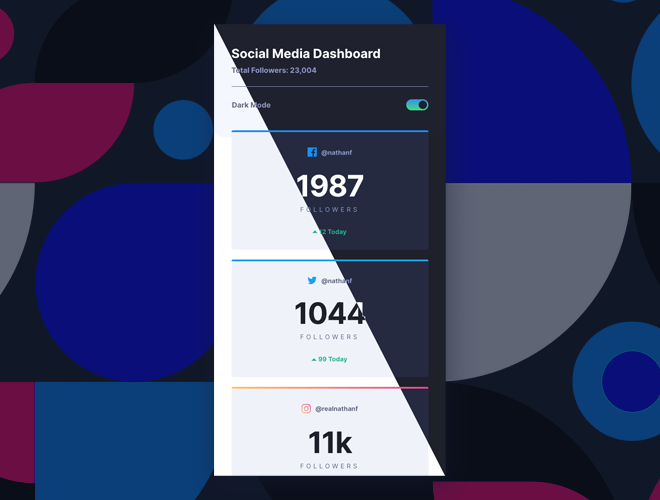 Social Media Dashboard
Total Followers: 23,004
Dark Mode
@nathanf
1987
FOLLOWERS
12 Today
@nathanf
1044
FOLLOWERS
99 Today
@realnathanf
11k
FOLLOWERS